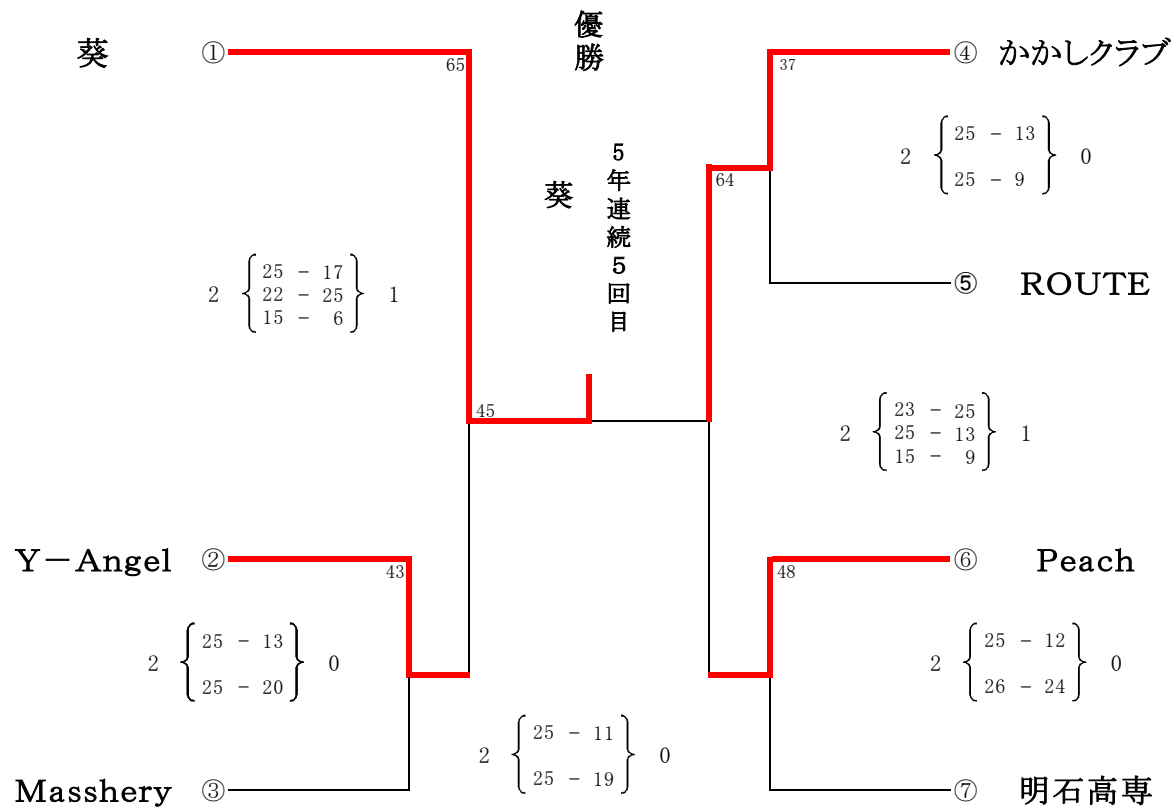 優勝
葵 ①
65
④ かかしクラブ
37
2 25 - 13 0
25 - 9
葵
5年連続5回目
64
⑤ ROUTE
2 25 - 17 1
22 - 25
15 - 6
45
2 23 - 25 1
25 - 13
15 - 9
Y-Angel ②
43
⑥ Peach
48
2 25 - 13 0
25 - 20
2 25 - 12 0
26 - 24
2 25 - 11 0
25 - 19
Masshery ③
⑦ 明石高専